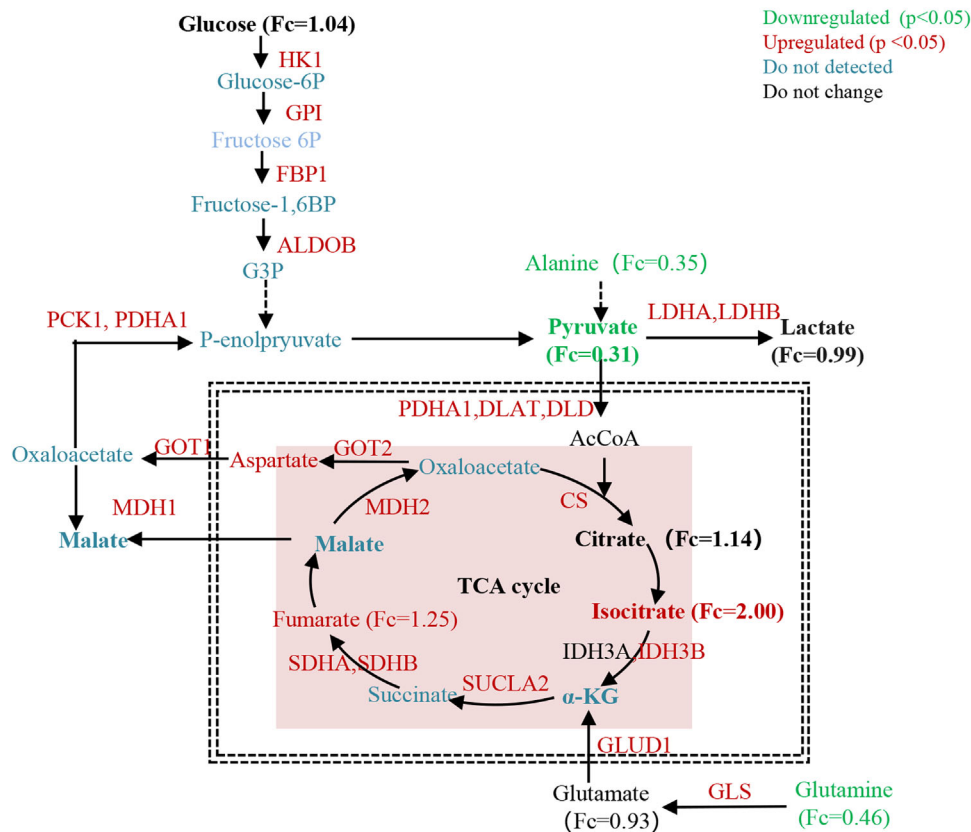 Glucose (Fc=1.04)
Downregulated (p<0.05)
Upregulated (p <0.05)
Do not detected
Do not change
HK1
Glucose-6P
GPI
Fructose 6P
FBP1
Fructose-1,6BP
ALDOB
G3P
Alanine (Fc=0.35)
PCK1, PDHA1
P-enolpryuvate
Pyruvate
(Fc=0.31)
LDHA,LDHB
Lactate
(Fc=0.99)
PDHA1,DLAT,DLD
AcCoA
Oxaloacetate
GOT1
Aspartate
GOT2
Oxaloacetate
CS
MDH1
MDH2
Malate
Malate
Citrate (Fc=1.14)
TCA cycle
Isocitrate (Fc=2.00)
Fumarate (Fc=1.25)
IDH3A,IDH3B
SDHA,SDHB
SUCLA2
Succinate
α-KG
GLUD1
Glutamate
(Fc=0.93)
GLS
Glutamine
(Fc=0.46)